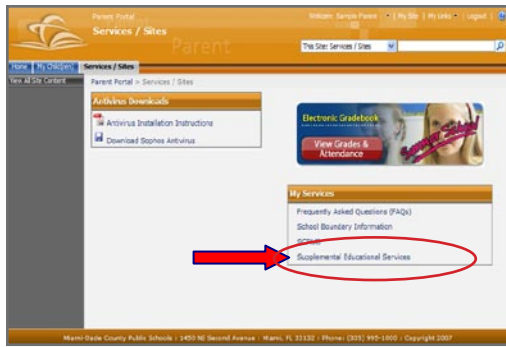 Parent Portal
Welcome Sample Parent | My Site | My Links | Logout |
Services / Sites
Parent
This Site: Services / Sites
Home My Child(ren) Services / Sites
View All Site Content
Parent Portal > Services / Sites
Antivirus Downloads
Antivirus Installation Instructions
Download Sophos Antivirus
Electronic Gradebook
View Grades &
Attendance
Summer School
My Services
Frequently Asked Questions (FAQs)
School Boundary Information
Supplemental Educational Services
Miami-Dade County Public Schools : 1450 NE Second Avenue : Miami, FL 33132 : Phone: (305) 995-1000 : Copyright 2007